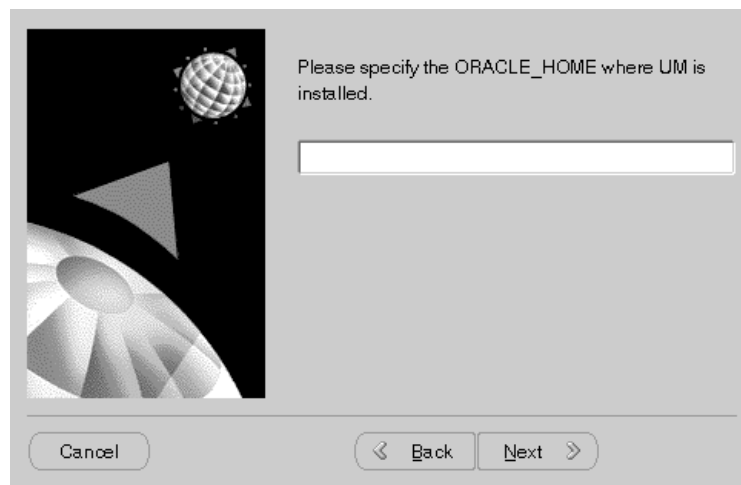 Please specify the ORACLE_HOME where UM is
installed.
Cancel
Back
Next